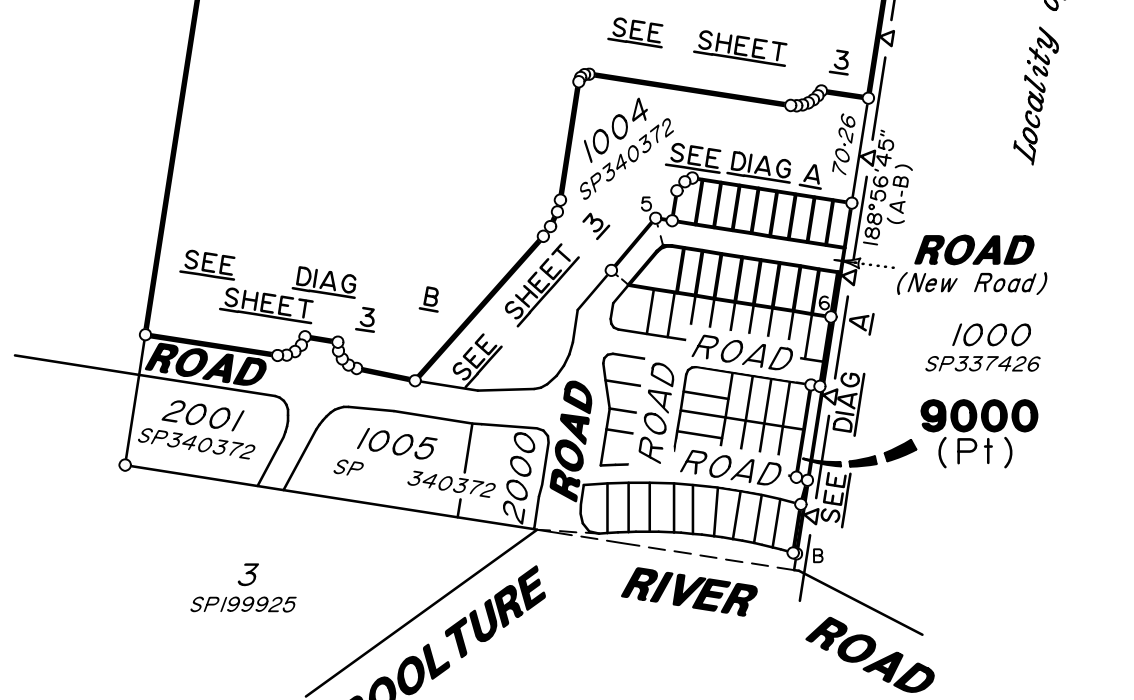 SEE SHEET 3
Locality o
1004
SP340372
70·26
188°56'45"
(A-B)
SEE DIAG A
5
SEE SHEET 3
ROAD
(New Road)
SEE DIAG B
SHEET 3
6
A
1000
SP337426
ROAD
ROAD
ROAD
ROAD
2001
SP340372
1005
SP 340372
2000
ROAD
SEE DIAG
9000
(Pt)
B
3
SP199925
OOLTURE
RIVER
ROAD